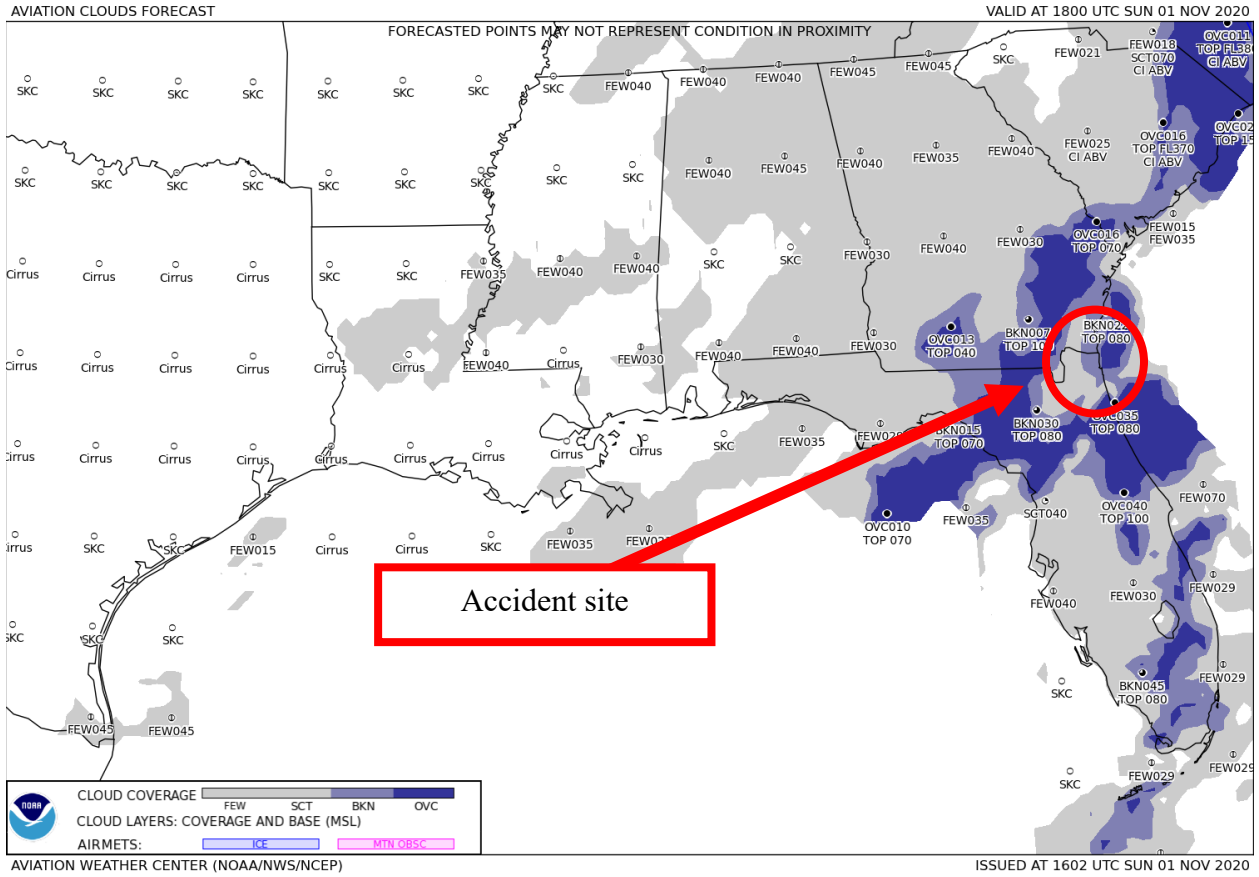 AVIATION CLOUDS FORECAST
VALID AT 1800 UTC SUN 01 NOV 2020
FORECASTED POINTS MAY NOT REPRESENT CONDITION IN PROXIMITY
SKC
SKC
SKC
SKC
SKC
SKC
SKC
SKC
FEW040
FEW040
FEW040
FEW045
FEW045
SKC
FEW021
FEW018
SCT070
CI ABV
OVC011
CI ABV
SKC
SKC
SKC
SKC
SKC
SKC
SKC
SKC
SKC
FEW040
FEW045
FEW040
FEW035
FEW040
FEW025
CI ABV
OVC016
TOP FL370
CI ABV
Cirrus
Cirrus
Cirrus
Cirrus
SKC
SKC
FEW035
FEW040
FEW040
SKC
SKC
FEW030
FEW040
FEW030
OVC016
TOP 070
FEW015
FEW035
Cirrus
Cirrus
Cirrus
Cirrus
Cirrus
Cirrus
FEW040
Cirrus
FEW030
FEW040
FEW040
FEW030
OVC013
TOP 040
BKN007
TOP 100
BKN022
TOP 080
Cirrus
Cirrus
Cirrus
Cirrus
Cirrus
Cirrus
Cirrus
Cirrus
SKC
FEW035
BKN015
TOP 070
BKN030
TOP 080
OVC035
TOP 080
SKC
SKC
FEW015
Cirrus
Cirrus
SKC
FEW035
OVC010
TOP 070
FEW035
SCT040
OVC040
TOP 100
FEW070
Accident site
SKC
SKC
SKC
FEW040
FEW030
FEW029
SKC
BKN045
TOP 080
FEW029
FEW045
FEW045
SKC
FEW029
FEW029
NOAA
CLOUD COVERAGE
FEW
SCT
BKN
OVC
CLOUD LAYERS: COVERAGE AND BASE (MSL)
AIRMETS:
ICE
MTN OBSC
AVIATION WEATHER CENTER (NOAA/NWS/NCEP)
ISSUED AT 1602 UTC SUN 01 NOV 2020